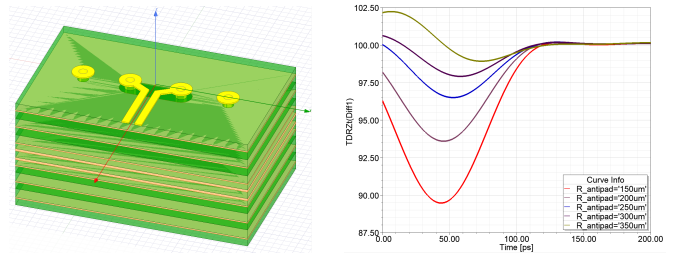 102.50
100.00
97.50
95.00
92.50
90.00
87.50
TDRZt(Diff1)
0.00
50.00
100.00
150.00
200.00
Time [ps]
Curve Info
R_antipad='150um'
R_antipad='200um'
R_antipad='250um'
R_antipad='300um'
R_antipad='350um'